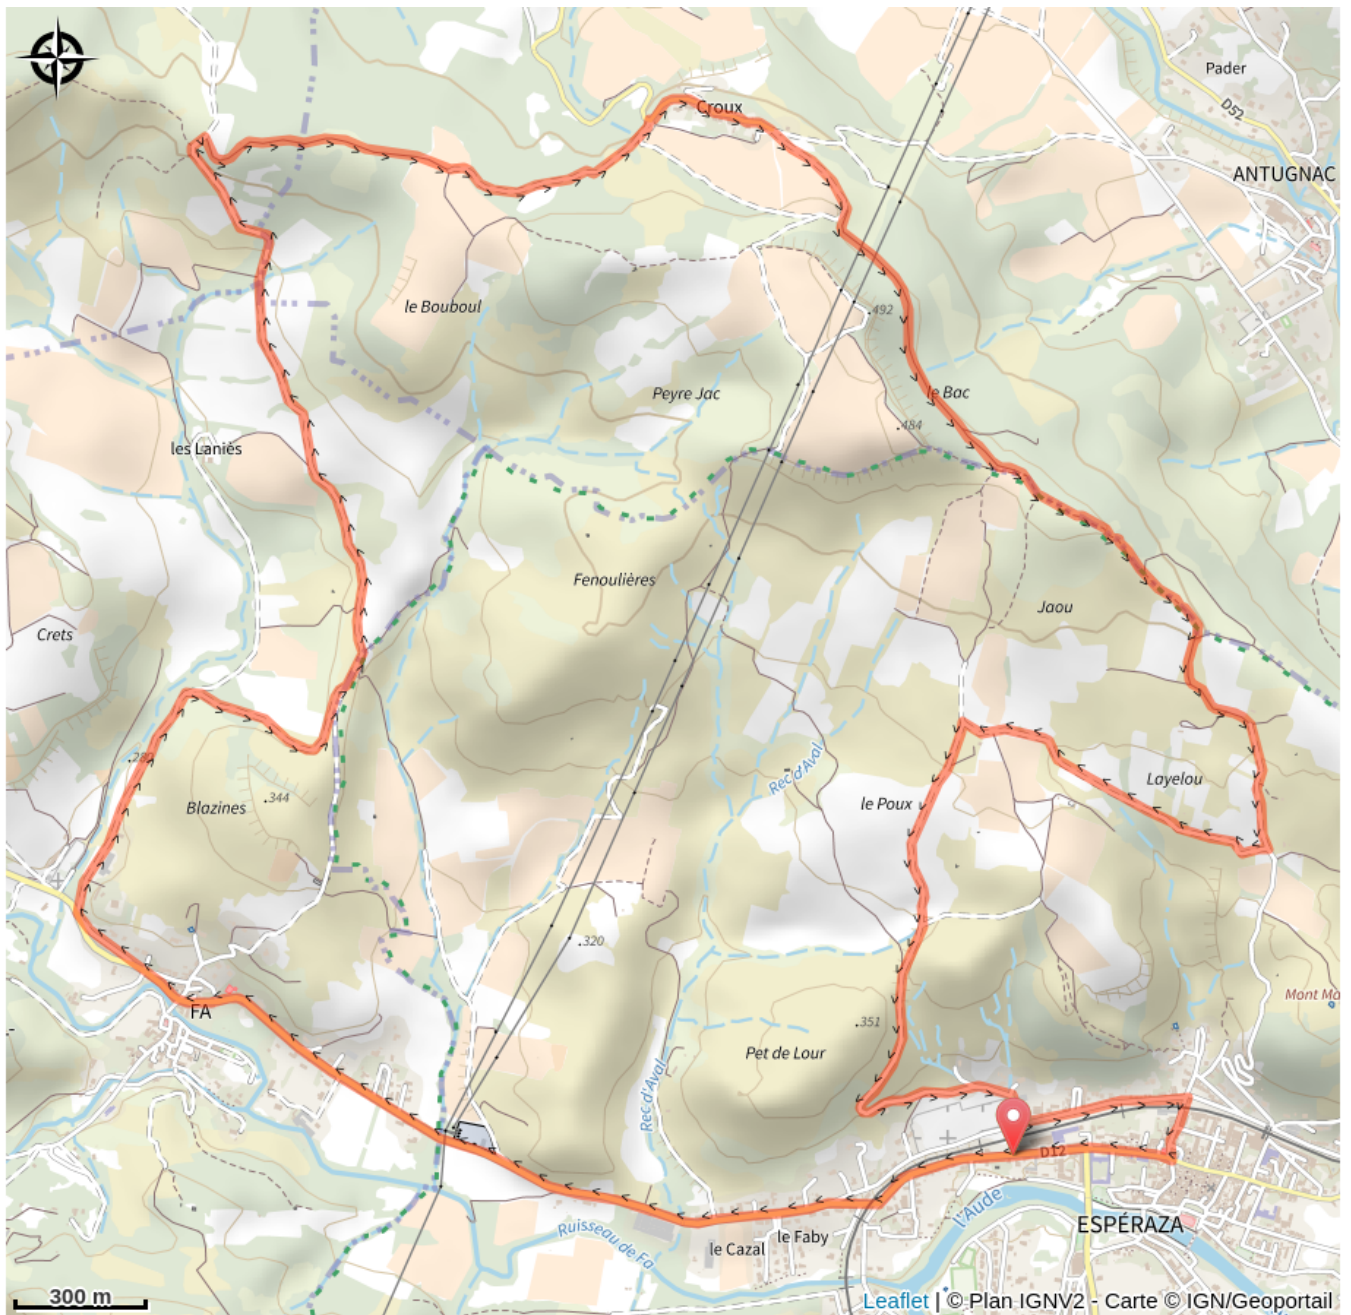 Pader
D52
Croux
ANTUGNAC
le Bouboul
492
Peyre Jac
le Bac
484
les Laniès
Fenoulières
Jaou
Crets
Rec d'Aval
282
Layelou
Blazines
344
le Poux
320
Mont Ma
FA
351
Pet de Lour
Rec d'Aval
D12
l'Aude
ESPÉRAZA
Ruisseau de Fa
le Faby
le Cazal
300 m
Leaflet | © Plan IGNV2 - Carte © IGN/Geoportail